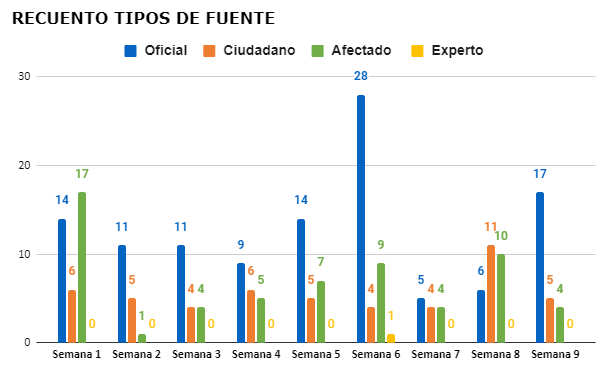 RECUENTO TIPOS DE FUENTE
Oficial Ciudadano Afectado Experto
30
20
10
0
14 6 17 0
11 5 1 0
11 4 4 0
9 6 5 0
14 5 7 0
28 4 9 1
5 4 4 0
6 11 10 0
17 5 4 0
Semana 1 Semana 2 Semana 3 Semana 4 Semana 5 Semana 6 Semana 7 Semana 8 Semana 9